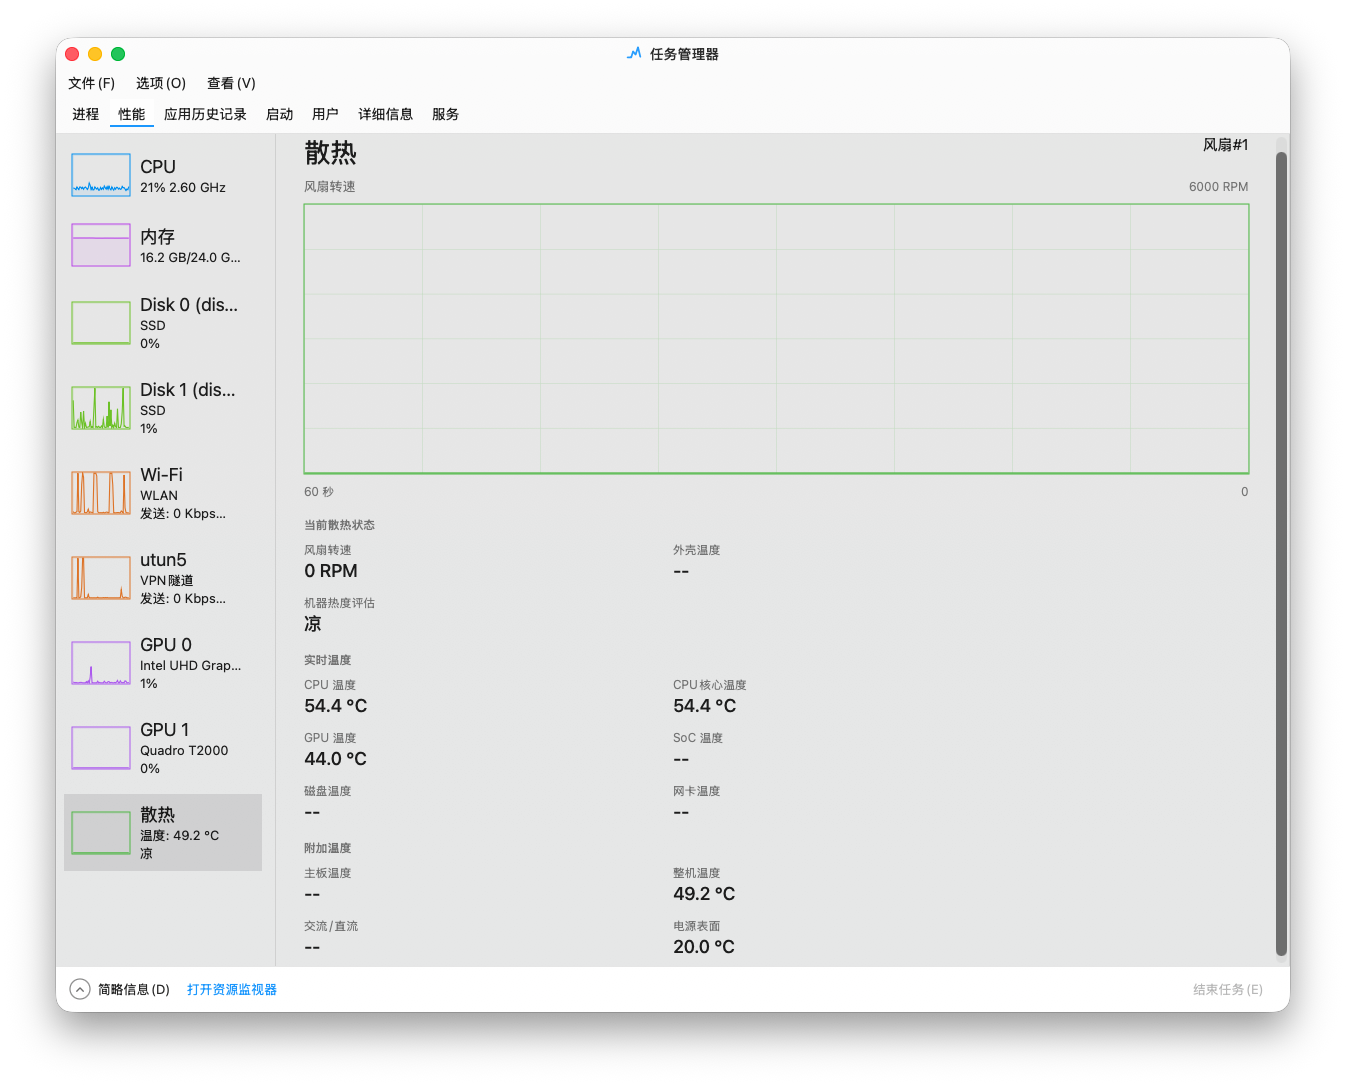 任务管理器
文件(F) 选项(O) 查看(V)
进程 性能 应用历史记录 启动 用户 详细信息 服务
CPU
21% 2.60 GHz
内存
16.2 GB/24.0 G...
Disk 0 (dis...
SSD
0%
Disk 1 (dis...
SSD
1%
Wi-Fi
WLAN
发送: 0 Kbps...
utun5
VPN 隧道
发送: 0 Kbps...
GPU 0
Intel UHD Grap...
1%
GPU 1
Quadro T2000
0%
散热
温度: 49.2 °C
凉
散热 风扇#1
风扇转速 6000 RPM
60 秒 0
当前散热状态
风扇转速 外壳温度
0 RPM --
机器热度评估
凉
实时温度
CPU 温度 CPU 核心温度
54.4 °C 54.4 °C
GPU 温度 SoC 温度
44.0 °C --
磁盘温度 网卡温度
-- --
附加温度
主板温度 整机温度
-- 49.2 °C
交流/直流 电源表面
-- 20.0 °C
简略信息(D) 打开资源监视器 结束任务(E)